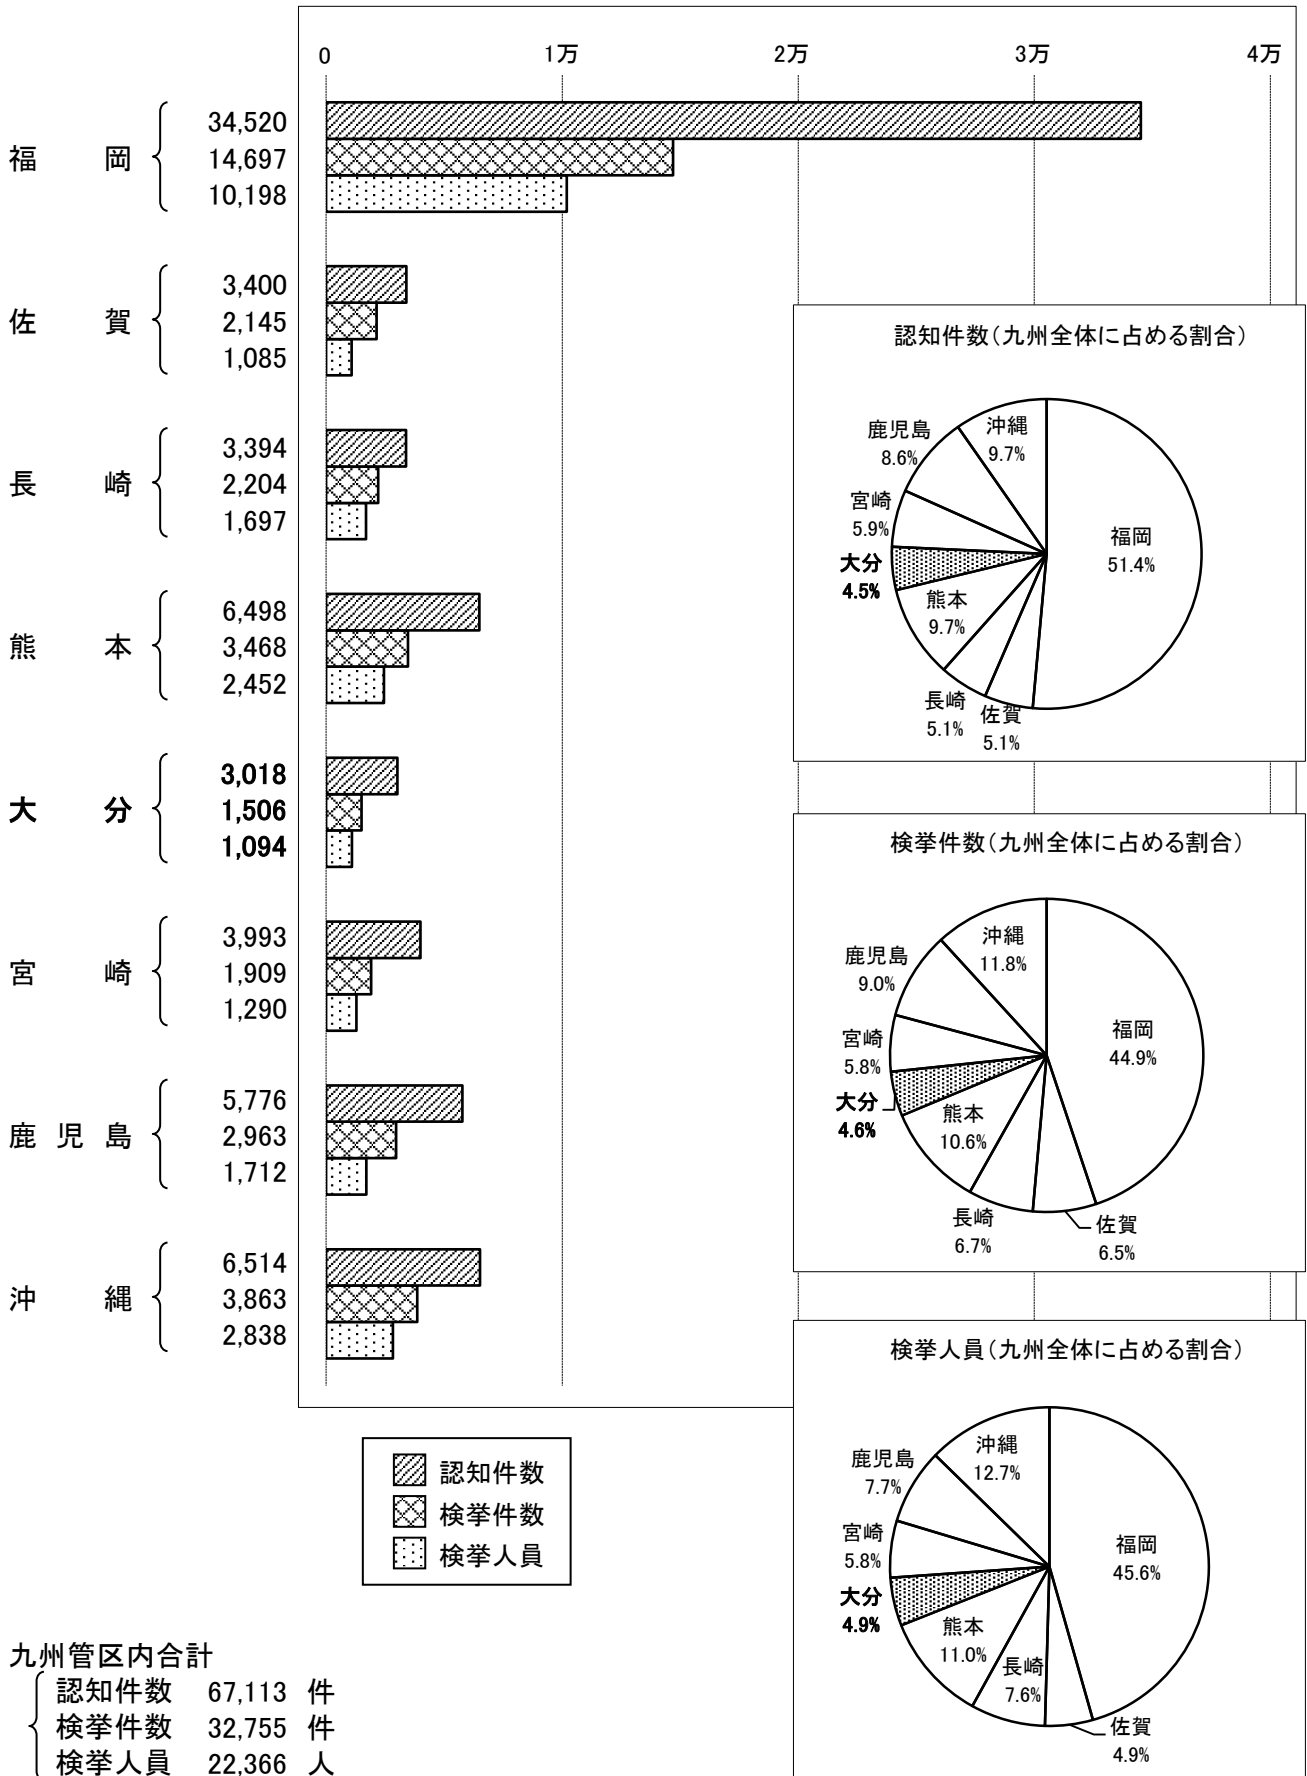 0 1万 2万 3万 4万
福岡
34,520
14,697
10,198
佐賀
3,400
2,145
1,085
長崎
3,394
2,204
1,697
熊本
6,498
3,468
2,452
大分
3,018
1,506
1,094
宮崎
3,993
1,909
1,290
鹿児島
5,776
2,963
1,712
沖縄
6,514
3,863
2,838
認知件数(九州全体に占める割合)
福岡
51.4%
佐賀
5.1%
長崎
5.1%
熊本
9.7%
大分
4.5%
宮崎
5.9%
鹿児島
8.6%
沖縄
9.7%
検挙件数(九州全体に占める割合)
福岡
44.9%
佐賀
6.5%
長崎
6.7%
熊本
10.6%
大分
4.6%
宮崎
5.8%
鹿児島
9.0%
沖縄
11.8%
検挙人員(九州全体に占める割合)
福岡
45.6%
佐賀
4.9%
長崎
7.6%
熊本
11.0%
大分
4.9%
宮崎
5.8%
鹿児島
7.7%
沖縄
12.7%
認知件数
検挙件数
検挙人員
九州管区内合計
認知件数 67,113 件
検挙件数 32,755 件
検挙人員 22,366 人